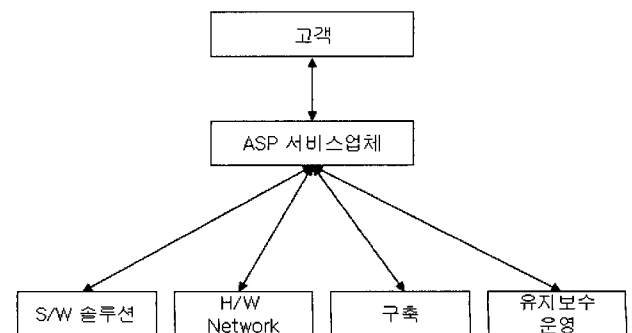 고객
ASP 서비스업체
S/W 솔루션
H/W
Network
구축
유지보수
운영